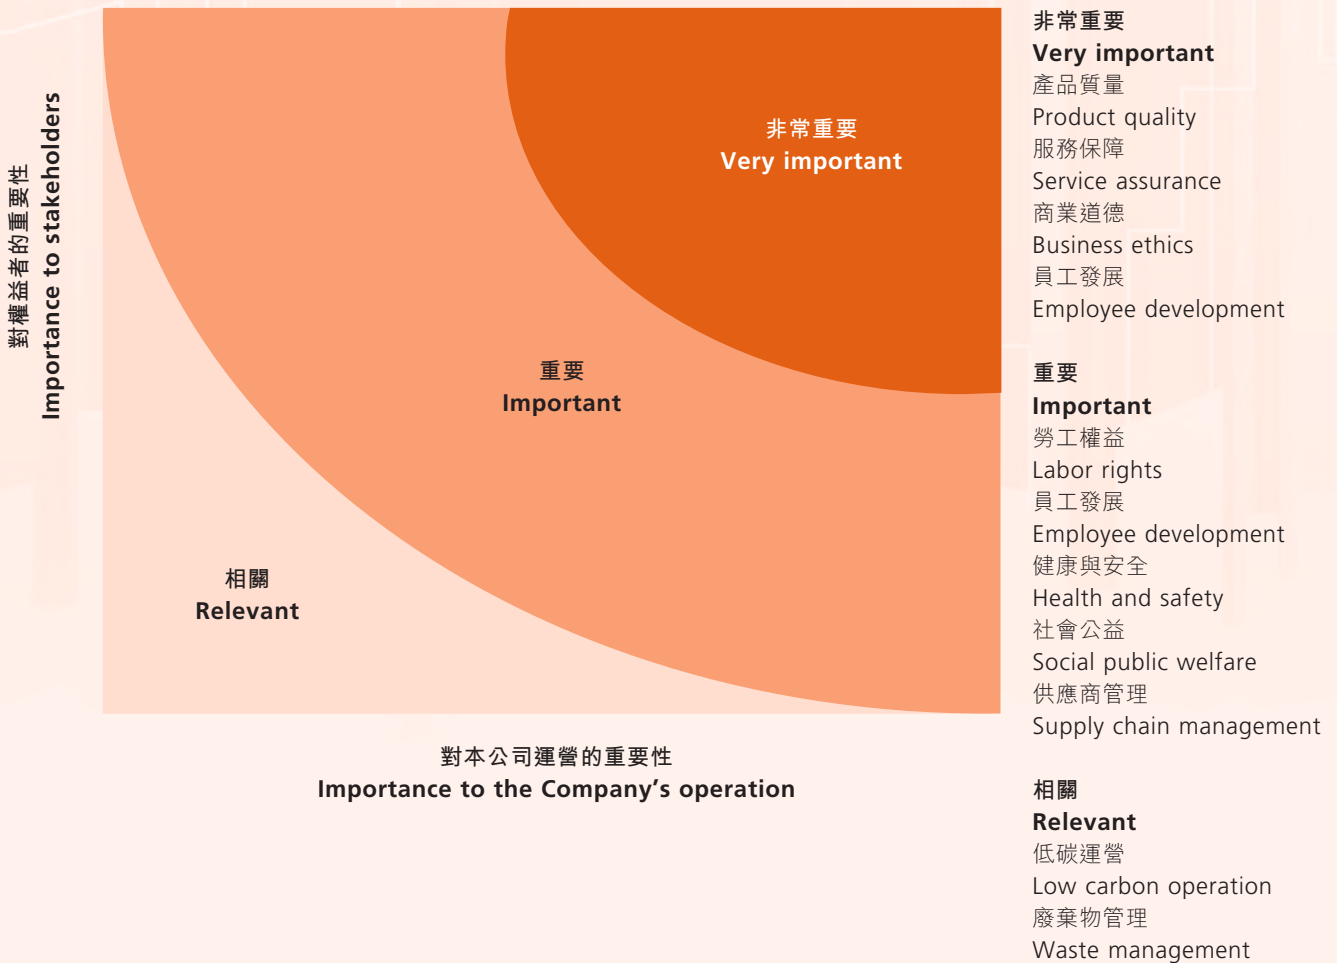 對權益者的重要性
Importance to stakeholders
非常重要
Very important
重要
Important
相關
Relevant
對本公司運營的重要性
Importance to the Company’s operation
非常重要
Very important
產品質量
Product quality
服務保障
Service assurance
商業道德
Business ethics
員工發展
Employee development
重要
Important
勞工權益
Labor rights
員工發展
Employee development
健康與安全
Health and safety
社會公益
Social public welfare
供應商管理
Supply chain management
相關
Relevant
低碳運營
Low carbon operation
廢棄物管理
Waste management